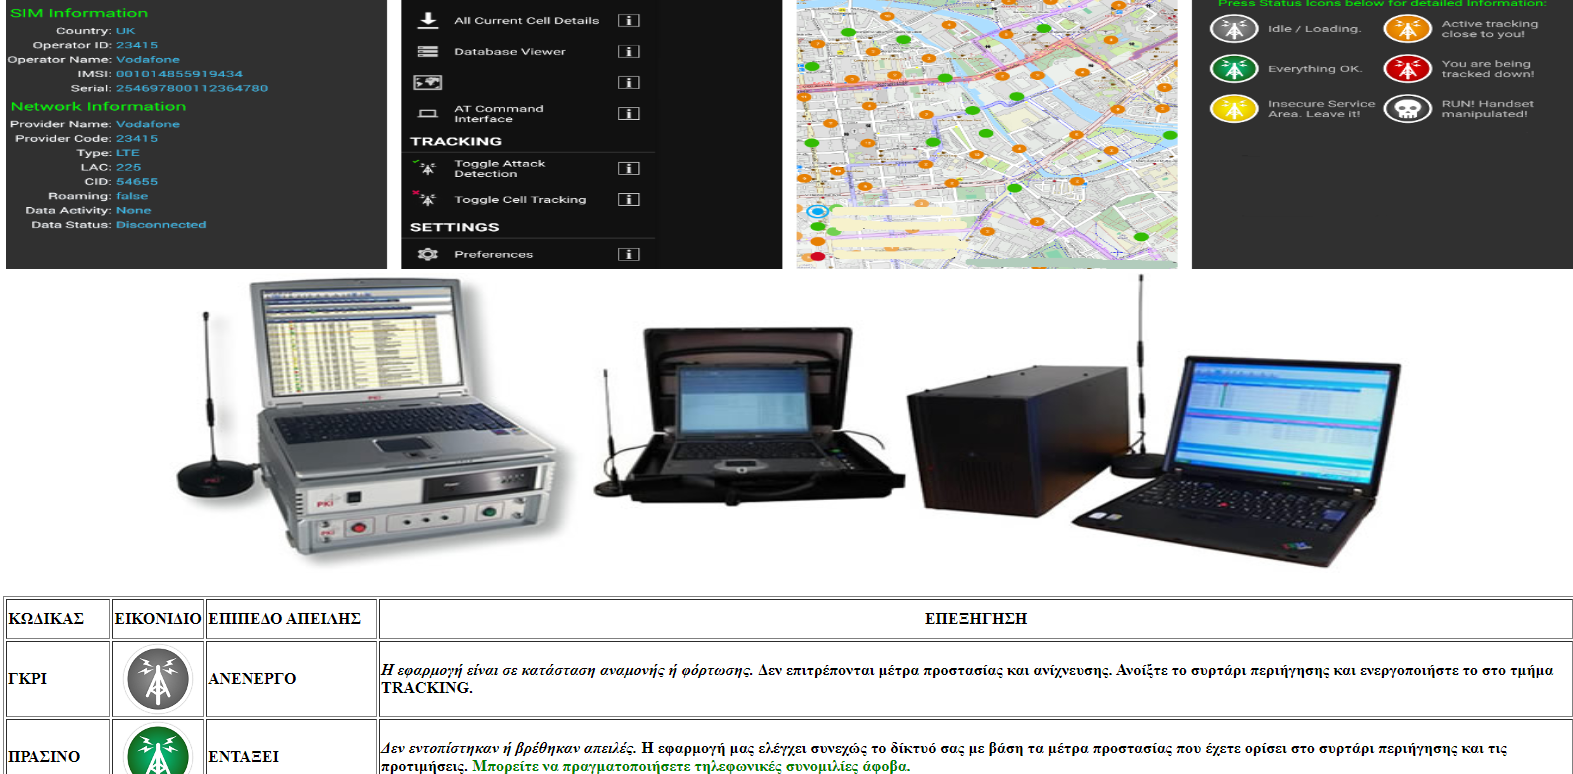 SIM Information
Country: UK
Operator ID: 23415
Operator Name: Vodafone
IMSI: 001014855919434
Serial: 254697800112364780
Network Information
Provider Name: Vodafone
Provider Code: 23415
Type: LTE
LAC: 225
CID: 54655
Roaming: false
Data Activity: None
Data Status: Disconnected
All Current Cell Details
Database Viewer
AT Command
Interface
TRACKING
Toggle Attack
Detection
Toggle Cell Tracking
SETTINGS
Preferences
Press Status Icons below for detailed Information:
Idle / Loading.
Active tracking
close to you!
Everything OK.
You are being
tracked down!
Insecure Service
Area. Leave it!
RUN! Handset
manipulated!
PKI
PKI
PKI
ΚΩΔΙΚΑΣ ΕΙΚΟΝΙΔΙΟ ΕΠΙΠΕΔΟ ΑΠΕΙΛΗΣ ΕΠΕΞΗΓΗΣΗ
ΓΚΡΙ ΑΝΕΝΕΡΓΟ Η εφαρμογή είναι σε κατάσταση αναμονής ή φόρτωσης. Δεν επιτρέπονται μέτρα προστασίας και ανίχνευσης. Ανοίξτε το συρτάρι περιήγησης και ενεργοποιήστε το στο τμήμα
TRACKING.
ΠΡΑΣΙΝΟ ΕΝΤΑΞΕΙ Δεν εντοπίστηκαν ή βρέθηκαν απειλές. Η εφαρμογή μας ελέγχει συνεχώς το δίκτυό σας με βάση τα μέτρα προστασίας που έχετε ορίσει στο συρτάρι περιήγησης και τις
προτιμήσεις. Μπορείτε να πραγματοποιήσετε τηλεφωνικές συνομιλίες άφοβα.